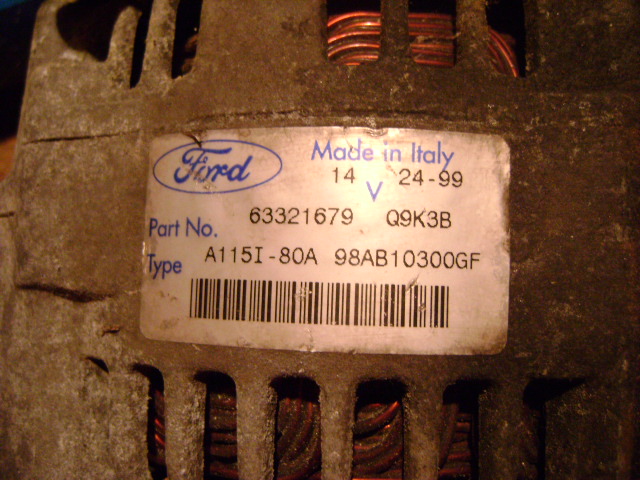 Ford Made in Italy
14 V 24-99
Part No. 63321679 Q9K3B
Type A115I-80A 98AB10300GF